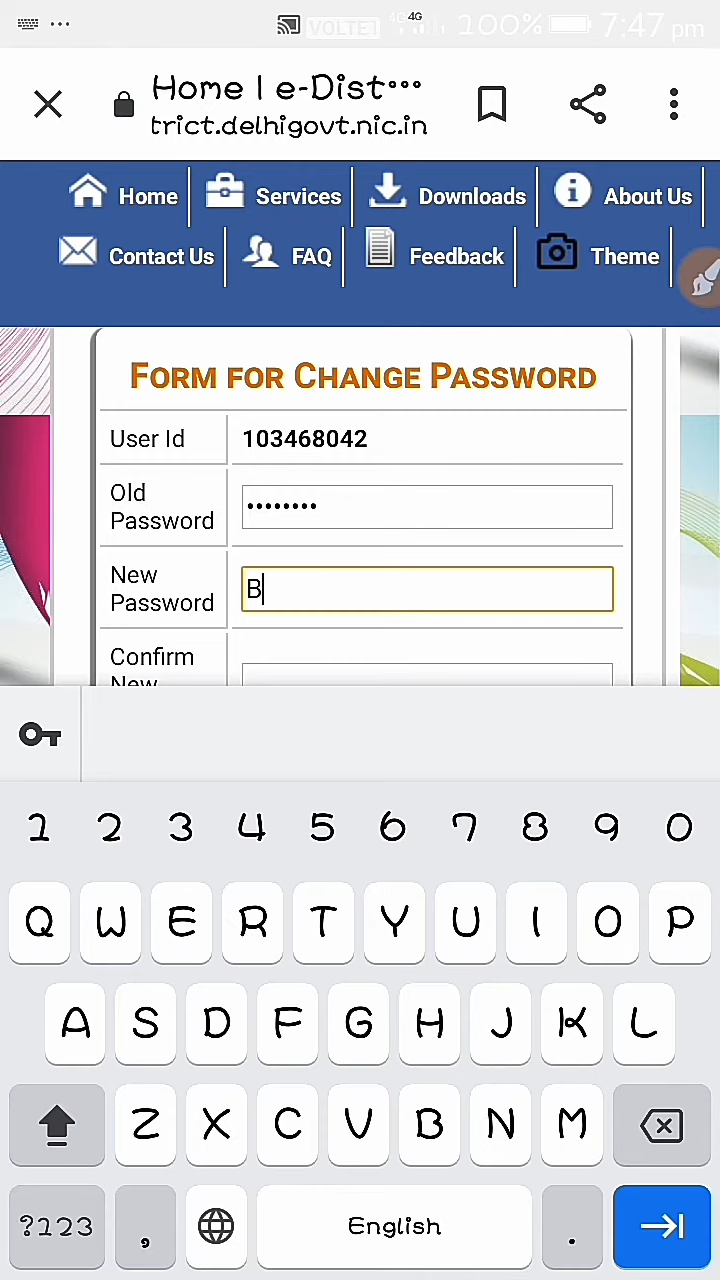 VOLTE1 4G 4G 100% 7:47 pm
Home | e-Dist•••
trict.delhigovt.nic.in
Home Services Downloads About Us
Contact Us FAQ Feedback Theme
FORM FOR CHANGE PASSWORD
User Id 103468042
Old
Password ••••••••
New
Password B
Confirm
New
1 2 3 4 5 6 7 8 9 0
Q W E R T Y U I O P
A S D F G H J K L
Z X C V B N M
?123 , English .